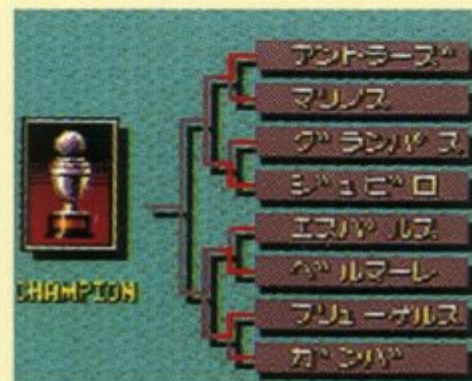 アントラーズ
マリノス
グランパス
ジュビロ
エスパルス
ベルマーレ
フリューゲルス
ガンバ
CHAMPION